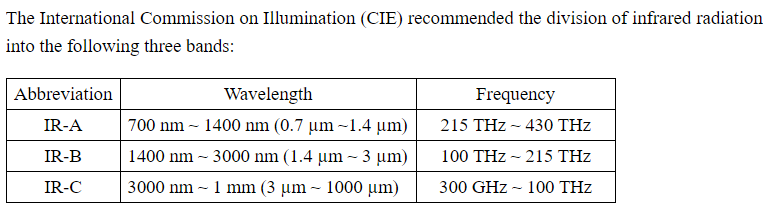 The International Commission on Illumination (CIE) recommended the division of infrared radiation
into the following three bands:
Abbreviation Wavelength Frequency
IR-A 700 nm ~ 1400 nm (0.7 μm ~1.4 μm) 215 THz ~ 430 THz
IR-B 1400 nm ~ 3000 nm (1.4 μm ~ 3 μm) 100 THz ~ 215 THz
IR-C 3000 nm ~ 1 mm (3 μm ~ 1000 μm) 300 GHz ~ 100 THz